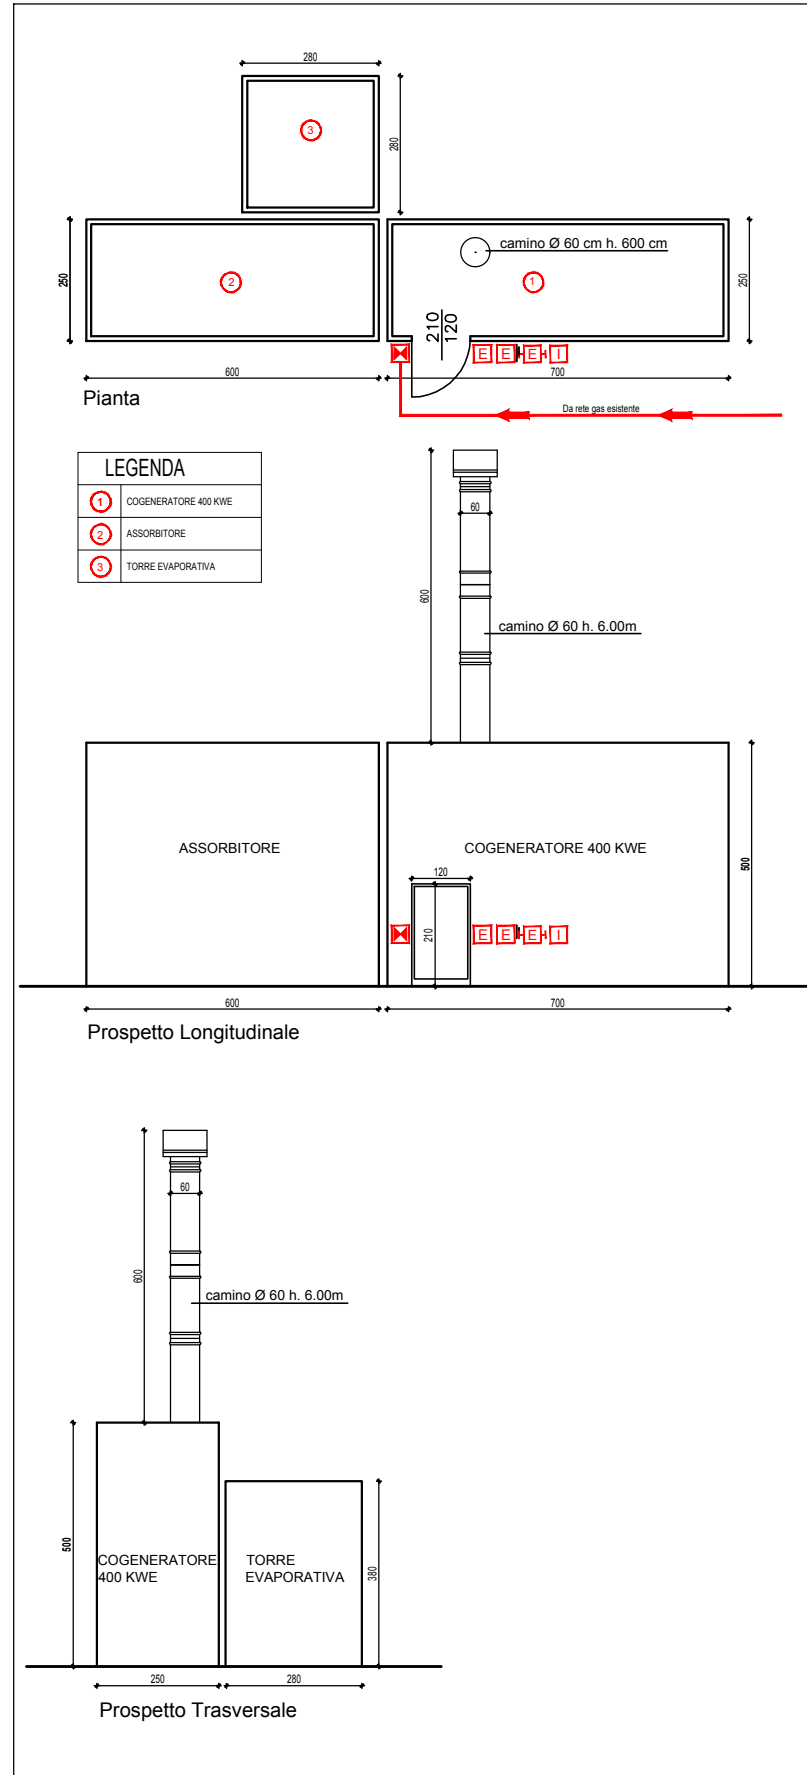 280
3
280
250
2
camino Ø 60 cm h. 600 cm
1
250
210
120
E E E I
600
700
Pianta
Da rete gas esistente
LEGENDA
1 COGENERATORE 400 KWE
2 ASSORBITORE
3 TORRE EVAPORATIVA
60
600
camino Ø 60 h. 6.00m
ASSORBITORE
COGENERATORE 400 KWE
500
120
210
E E E I
600
700
Prospetto Longitudinale
60
600
camino Ø 60 h. 6.00m
500
COGENERATORE
400 KWE
TORRE
EVAPORATIVA
380
250
280
Prospetto Trasversale